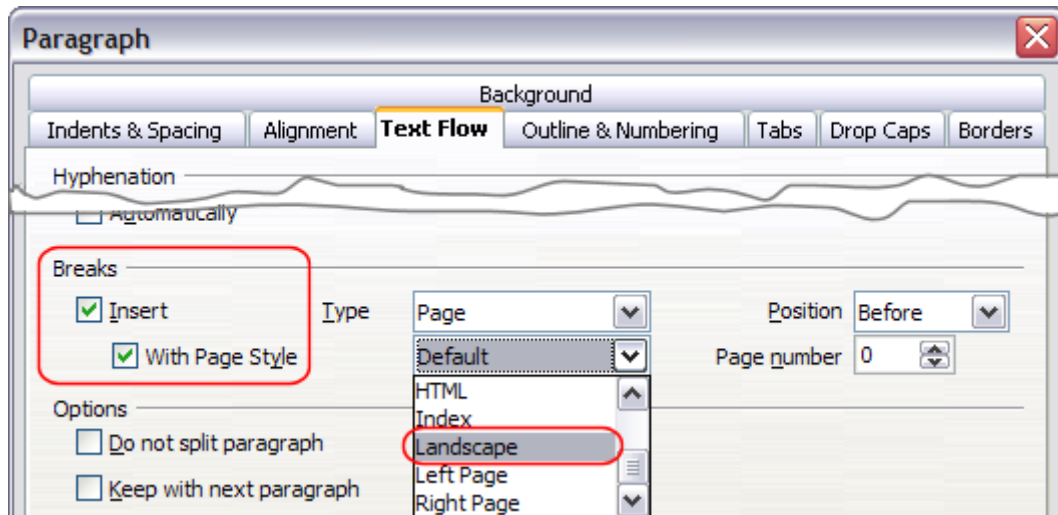 Paragraph
Background
Indents & Spacing Alignment Text Flow Outline & Numbering Tabs Drop Caps Borders
Hyphenation
Automatically
Breaks
Insert Type Page Position Before
With Page Style Default Page number 0
HTML
Index
Options
Do not split paragraph Landscape
Left Page
Keep with next paragraph
Right Page